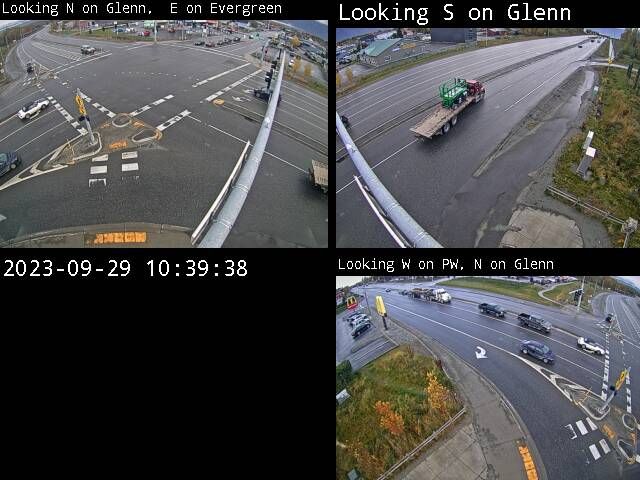 Looking N on Glenn,  E on Evergreen
Looking S on Glenn
2023-09-29 10:39:38
Looking W on PW, N on Glenn